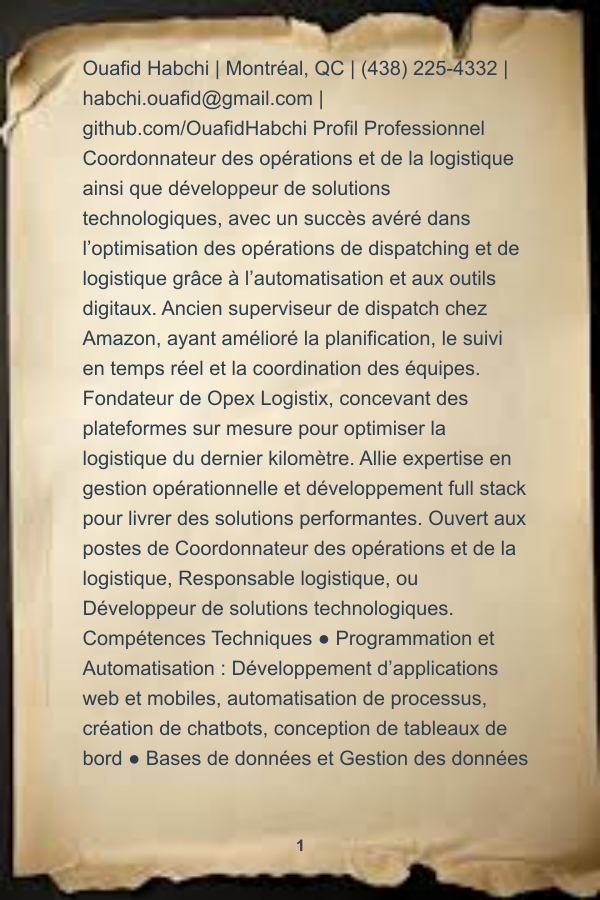 Ouafid Habchi | Montréal, QC | (438) 225-4332 |
habchi.ouafid@gmail.com |
github.com/OuafidHabchi Profil Professionnel
Coordonnateur des opérations et de la logistique
ainsi que développeur de solutions
technologiques, avec un succès avéré dans
l’optimisation des opérations de dispatching et de
logistique grâce à l’automatisation et aux outils
digitaux. Ancien superviseur de dispatch chez
Amazon, ayant amélioré la planification, le suivi
en temps réel et la coordination des équipes.
Fondateur de Opex Logistix, concevant des
plateformes sur mesure pour optimiser la
logistique du dernier kilomètre. Allie expertise en
gestion opérationnelle et développement full stack
pour livrer des solutions performantes. Ouvert aux
postes de Coordonnateur des opérations et de la
logistique, Responsable logistique, ou
Développeur de solutions technologiques.
Compétences Techniques ● Programmation et
Automatisation : Développement d’applications
web et mobiles, automatisation de processus,
création de chatbots, conception de tableaux de
bord ● Bases de données et Gestion des données
1